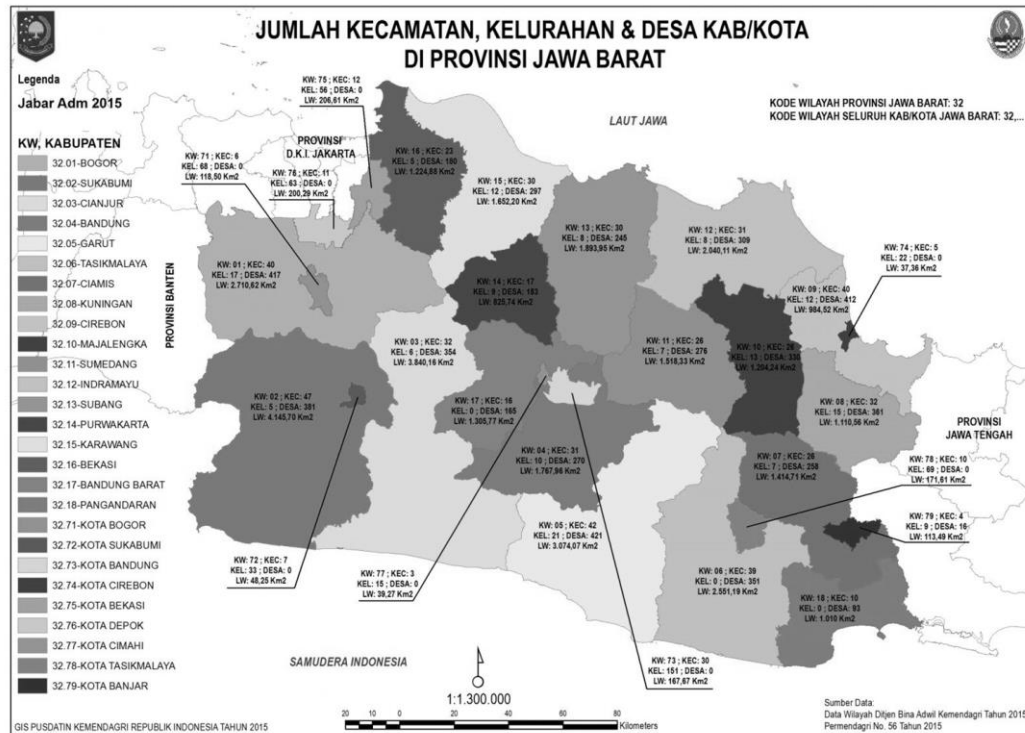 JUMLAH KECAMATAN, KELURAHAN & DESA KAB/KOTA
DI PROVINSI JAWA BARAT
Legenda
Jabar Adm 2015
KW, KABUPATEN
32.01-BOGOR
32.02-SUKABUMI
32.03-CIANJUR
32.04-BANDUNG
32.05-GARUT
32.06-TASIKMALAYA
32.07-CIAMIS
32.08-KUNINGAN
32.09-CIREBON
32.10-MAJALENGKA
32.11-SUMEDANG
32.12-INDRAMAYU
32.13-SUBANG
32.14-PURWAKARTA
32.15-KARAWANG
32.16-BEKASI
32.17-BANDUNG BARAT
32.18-PANGANDARAN
32.71-KOTA BOGOR
32.72-KOTA SUKABUMI
32.73-KOTA BANDUNG
32.74-KOTA CIREBON
32.75-KOTA BEKASI
32.76-KOTA DEPOK
32.77-KOTA CIMAHI
32.78-KOTA TASIKMALAYA
32.79-KOTA BANJAR
KODE WILAYAH PROVINSI JAWA BARAT: 32
KODE WILAYAH SELURUH KAB/KOTA JAWA BARAT: 32,...
LAUT JAWA
PROVINSI
D.K.I. JAKARTA
PROVINSI BANTEN
PROVINSI
JAWA TENGAH
SAMUDERA INDONESIA
KW: 75 ; KEC: 12
KEL: 56 ; DESA: 0
LW: 206,61 Km2
KW: 71 ; KEC: 6
KEL: 68 ; DESA: 0
LW: 118,50 Km2
KW: 76 ; KEC: 11
KEL: 63 ; DESA: 0
LW: 200,29 Km2
KW: 16 ; KEC: 23
KEL: 5 ; DESA: 180
LW: 1.224,88 Km2
KW: 15 ; KEC: 30
KEL: 12 ; DESA: 297
LW: 1.652,20 Km2
KW: 13 ; KEC: 30
KEL: 8 ; DESA: 245
LW: 1.893,95 Km2
KW: 12 ; KEC: 31
KEL: 8 ; DESA: 309
LW: 2.040,11 Km2
KW: 74 ; KEC: 5
KEL: 22 ; DESA: 0
LW: 37,36 Km2
KW: 09 ; KEC: 40
KEL: 12 ; DESA: 412
LW: 984,52 Km2
KW: 01 ; KEC: 40
KEL: 17 ; DESA: 417
LW: 2.710,62 Km2
KW: 14 ; KEC: 17
KEL: 9 ; DESA: 183
LW: 825,74 Km2
KW: 03 ; KEC: 32
KEL: 6 ; DESA: 354
LW: 3.840,16 Km2
KW: 11 ; KEC: 26
KEL: 7 ; DESA: 276
LW: 1.518,33 Km2
KW: 10 ; KEC: 26
KEL: 13 ; DESA: 330
LW: 1.204,24 Km2
KW: 08 ; KEC: 32
KEL: 15 ; DESA: 361
LW: 1.110,56 Km2
KW: 02 ; KEC: 47
KEL: 5 ; DESA: 381
LW: 4.145,70 Km2
KW: 17 ; KEC: 16
KEL: 0 ; DESA: 165
LW: 1.305,77 Km2
KW: 04 ; KEC: 31
KEL: 10 ; DESA: 270
LW: 1.767,96 Km2
KW: 07 ; KEC: 26
KEL: 7 ; DESA: 258
LW: 1.414,71 Km2
KW: 78 ; KEC: 10
KEL: 69 ; DESA: 0
LW: 171,61 Km2
KW: 79 ; KEC: 4
KEL: 9 ; DESA: 16
LW: 113,49 Km2
KW: 05 ; KEC: 42
KEL: 21 ; DESA: 421
LW: 3.074,07 Km2
KW: 06 ; KEC: 39
KEL: 0 ; DESA: 351
LW: 2.551,19 Km2
KW: 18 ; KEC: 10
KEL: 0 ; DESA: 93
LW: 1.010 Km2
KW: 72 ; KEC: 7
KEL: 33 ; DESA: 0
LW: 48,25 Km2
KW: 77 ; KEC: 3
KEL: 15 ; DESA: 0
LW: 39,27 Km2
KW: 73 ; KEC: 30
KEL: 151 ; DESA: 0
LW: 167,67 Km2
1:1.300.000
20 10 0 20 40 60 80
Kilometers
GIS PUSDATIN KEMENDAGRI REPUBLIK INDONESIA TAHUN 2015
Sumber Data:
Data Wilayah Ditjen Bina Adwil Kemendagri Tahun 2015
Permendagri No. 56 Tahun 2015